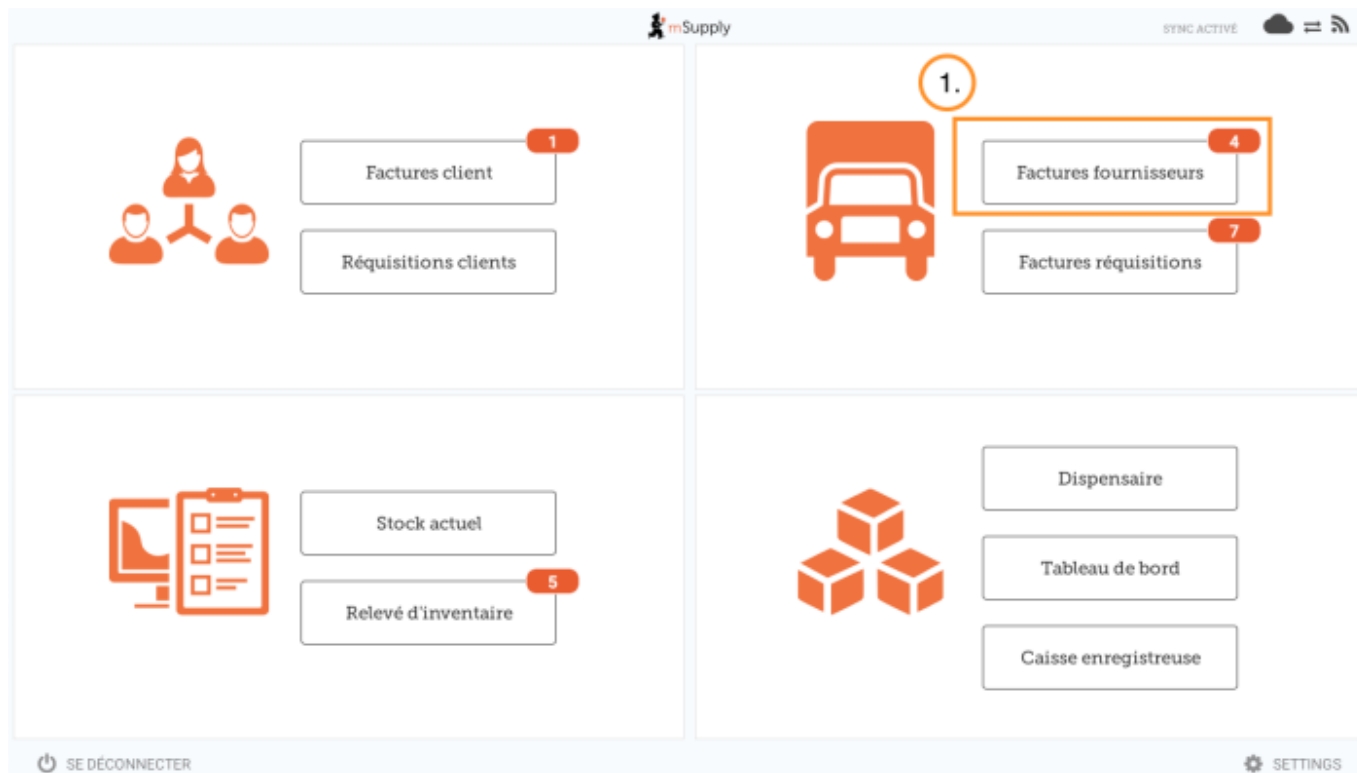 mSupply
SYNC ACTIVÉ
1
Factures client
Réquisitions clients
1.
4
Factures fournisseurs
7
Factures réquisitions
Stock actuel
5
Relevé d'inventaire
Dispensaire
Tableau de bord
Caisse enregistreuse
SE DÉCONNECTER
SETTINGS